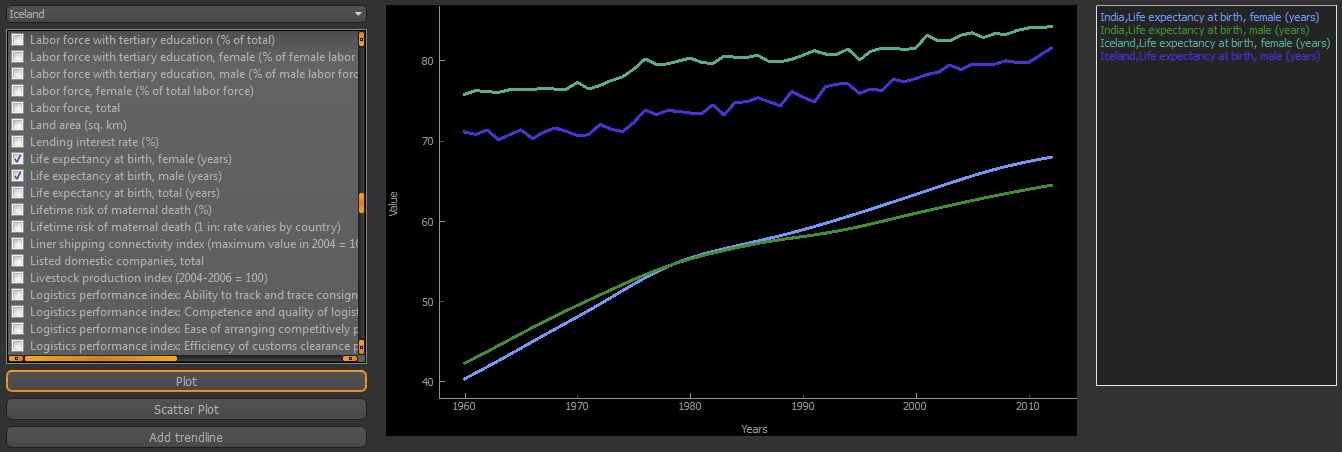 Iceland
Labor force with tertiary education (% of total)
Labor force with tertiary education, female (% of female labor
Labor force with tertiary education, male (% of male labor forc
Labor force, female (% of total labor force)
Labor force, total
Land area (sq. km)
Lending interest rate (%)
Life expectancy at birth, female (years)
Life expectancy at birth, male (years)
Life expectancy at birth, total (years)
Lifetime risk of maternal death (%)
Lifetime risk of maternal death (1 in: rate varies by country)
Liner shipping connectivity index (maximum value in 2004 = 10
Listed domestic companies, total
Livestock production index (2004-2006 = 100)
Logistics performance index: Ability to track and trace consign
Logistics performance index: Competence and quality of logist
Logistics performance index: Ease of arranging competitively p
Logistics performance index: Efficiency of customs clearance p
Plot
Scatter Plot
Add trendline
Value
80
70
60
50
40
1960
1970
1980
1990
2000
2010
Years
India,Life expectancy at birth, female (years)
India,Life expectancy at birth, male (years)
Iceland,Life expectancy at birth, female (years)
Iceland,Life expectancy at birth, male (years)